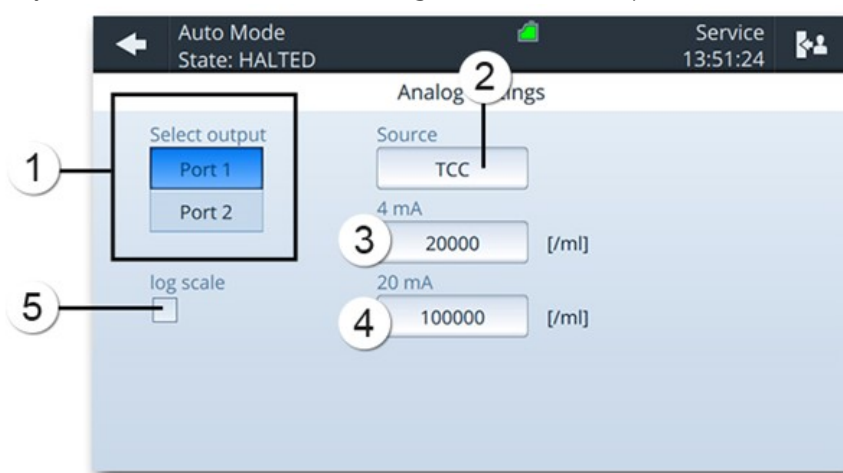 Auto Mode
State: HALTED
Service
13:51:24
Analog
ngs
1
2
3
4
5
Select output
Port 1
Port 2
log scale
Source
TCC
4 mA
20000 [/ml]
20 mA
100000 [/ml]